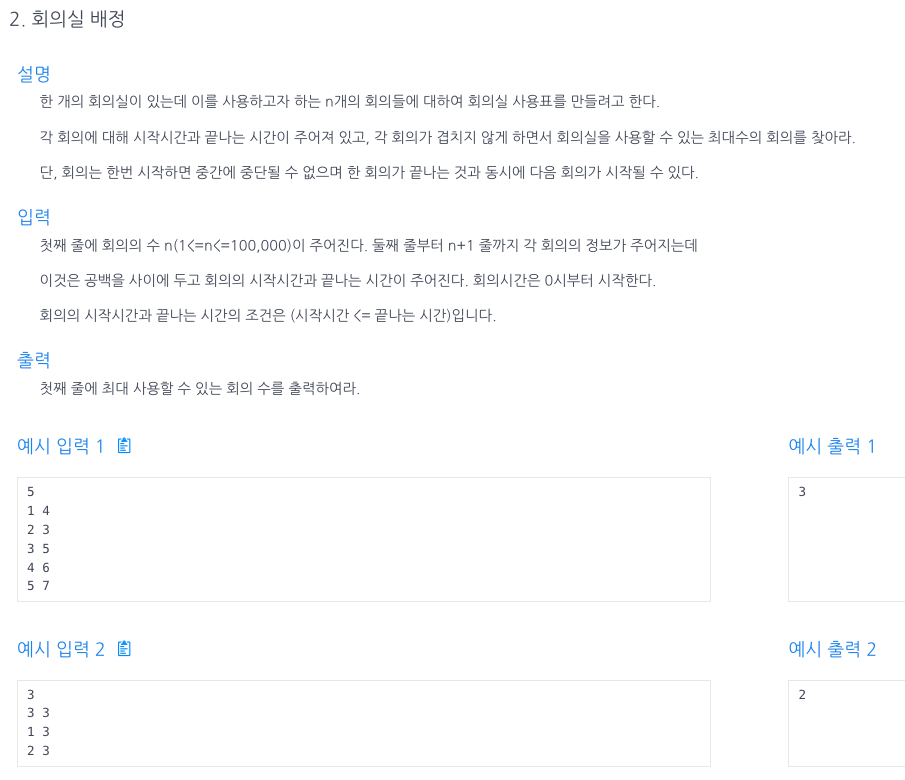 2. 회의실 배정
설명
한 개의 회의실이 있는데 이를 사용하고자 하는 n개의 회의들에 대하여 회의실 사용표를 만들려고 한다.
각 회의에 대해 시작시간과 끝나는 시간이 주어져 있고, 각 회의가 겹치지 않게 하면서 회의실을 사용할 수 있는 최대수의 회의를 찾아라.
단, 회의는 한번 시작하면 중간에 중단될 수 없으며 한 회의가 끝나는 것과 동시에 다음 회의가 시작될 수 있다.
입력
첫째 줄에 회의의 수 n(1<=n<=100,000)이 주어진다. 둘째 줄부터 n+1 줄까지 각 회의의 정보가 주어지는데
이것은 공백을 사이에 두고 회의의 시작시간과 끝나는 시간이 주어진다. 회의시간은 0시부터 시작한다.
회의의 시작시간과 끝나는 시간의 조건은 (시작시간 <= 끝나는 시간)입니다.
출력
첫째 줄에 최대 사용할 수 있는 회의 수를 출력하여라.
예시 입력 1
5
1 4
2 3
3 5
4 6
5 7
예시 출력 1
3
예시 입력 2
3
3 3
1 3
2 3
예시 출력 2
2